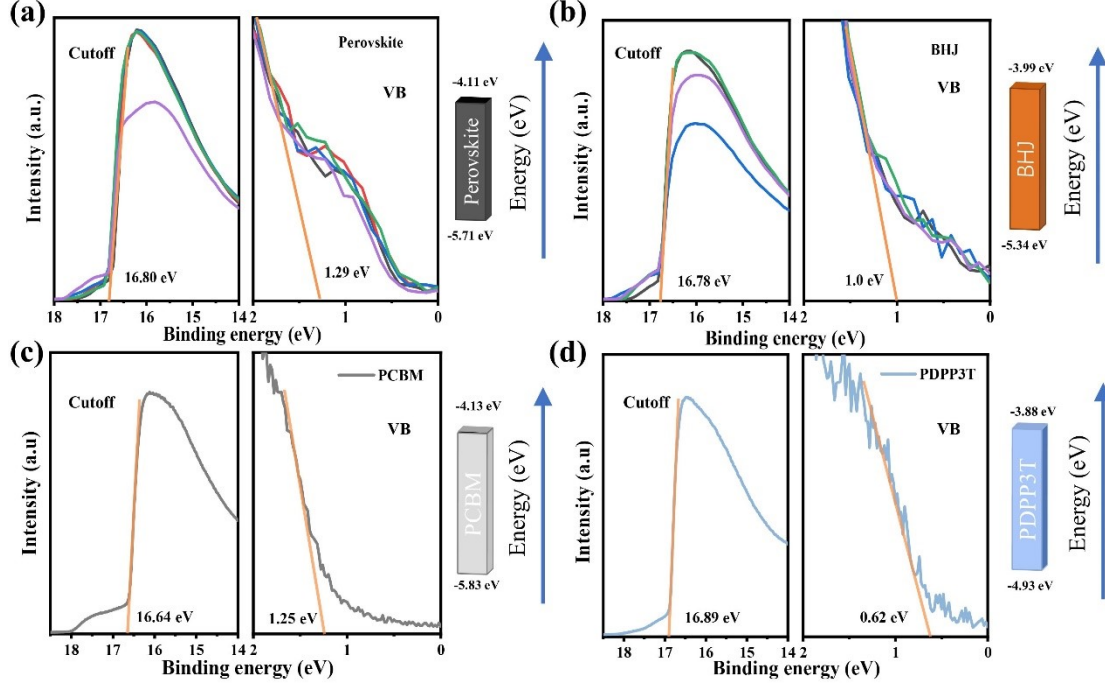 (a)
Cutoff
Perovskite
VB
16.80 eV
1.29 eV
Intensity (a.u.)
18 17 16 15 14
2 1 0
Binding energy (eV)
-4.11 eV
Perovskite
-5.71 eV
Energy (eV)
(b)
Cutoff
BHJ
VB
16.78 eV
1.0 eV
Intensity (a.u.)
18 17 16 15 14
2 1 0
Binding energy (eV)
-3.99 eV
BHJ
-5.34 eV
Energy (eV)
(c)
PCBM
Cutoff
VB
16.64 eV
1.25 eV
Intensity (a.u)
18 17 16 15 14
2 1 0
Binding energy (eV)
-4.13 eV
PCBM
-5.83 eV
Energy (eV)
(d)
PDPP3T
Cutoff
VB
16.89 eV
0.62 eV
Intensity (a.u)
18 17 16 15 14
2 1 0
Binding energy (eV)
-3.88 eV
PDPP3T
-4.93 eV
Energy (eV)